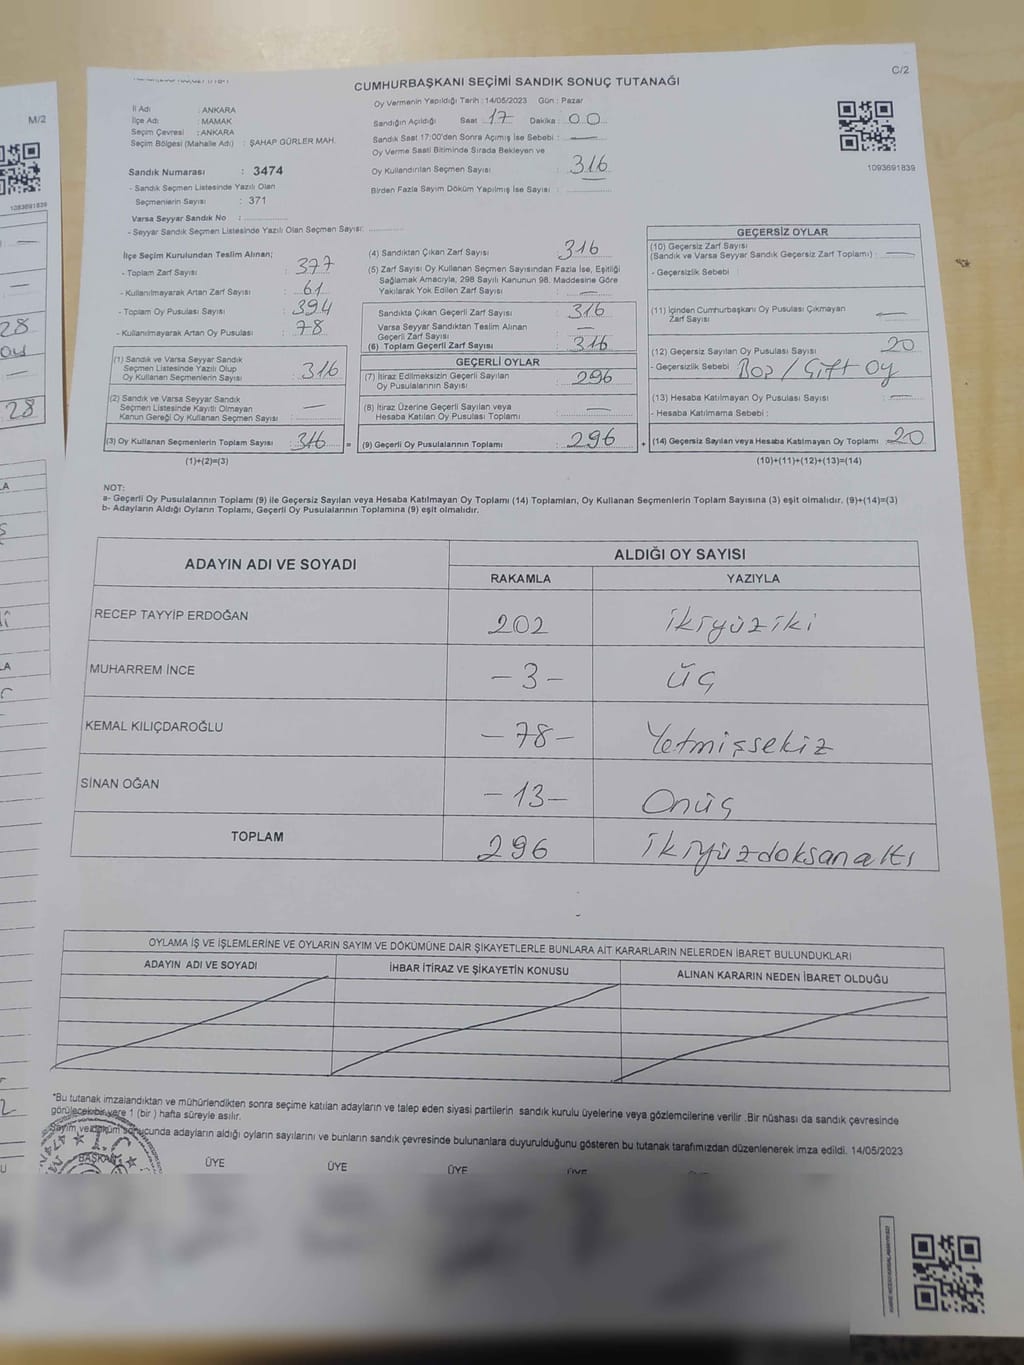 C/2
CUMHURBAŞKANI SEÇİMİ SANDIK SONUÇ TUTANAĞI
İl Adı : ANKARA
İlçe Adı : MAMAK
Seçim Çevresi : ANKARA
Seçim Bölgesi (Mahalle Adı) : ŞAHAP GÜRLER MAH.
Oy Vermenin Yapıldığı Tarih : 14/05/2023 Gün : Pazar
Sandığın Açıldığı Saat : 17 Dakika : 00
Sandık Saat 17:00'den Sonra Açılmış İse Sebebi : —
Oy Verme Saati Bitiminde Sırada Bekleyen ve
Oy Kullandırılan Seçmen Sayısı : 316
Birden Fazla Sayım Döküm Yapılmış İse Sayısı :
1093691839
Sandık Numarası : 3474
- Sandık Seçmen Listesinde Yazılı Olan
Seçmenlerin Sayısı : 371
Varsa Seyyar Sandık No :
- Seyyar Sandık Seçmen Listesinde Yazılı Olan Seçmen Sayısı:
İlçe Seçim Kurulundan Teslim Alınan;
- Toplam Zarf Sayısı : 377
- Kullanılmayarak Artan Zarf Sayısı : 61
- Toplam Oy Pusulası Sayısı : 394
- Kullanılmayarak Artan Oy Pusulası : 78
(1) Sandık ve Varsa Seyyar Sandık
Seçmen Listesinde Yazılı Olup
Oy Kullanan Seçmenlerin Sayısı : 316
(2) Sandık ve Varsa Seyyar Sandık
Seçmen Listesinde Kayıtlı Olmayan
Kanun Gereği Oy Kullanan Seçmen Sayısı : —
(3) Oy Kullanan Seçmenlerin Toplam Sayısı : 316 =
(1)+(2)=(3)
(4) Sandıktan Çıkan Zarf Sayısı : 316
(5) Zarf Sayısı Oy Kullanan Seçmen Sayısından Fazla İse, Eşitliği
Sağlamak Amacıyla, 298 Sayılı Kanunun 98. Maddesine Göre
Yakılarak Yok Edilen Zarf Sayısı : —
Sandıkta Çıkan Geçerli Zarf Sayısı : 316
Varsa Seyyar Sandıktan Teslim Alınan
Geçerli Zarf Sayısı : —
(6) Toplam Geçerli Zarf Sayısı : 316
GEÇERLİ OYLAR
(7) İtiraz Edilmeksizin Geçerli Sayılan
Oy Pusulalarının Sayısı : 296
(8) İtiraz Üzerine Geçerli Sayılan veya
Hesaba Katılan Oy Pusulası Toplamı : —
(9) Geçerli Oy Pusulalarının Toplamı : 296 +
GEÇERSİZ OYLAR
(10) Geçersiz Zarf Sayısı
(Sandık ve Varsa Seyyar Sandık Geçersiz Zarf Toplamı) : —
- Geçersizlik Sebebi :
(11) İçinden Cumhurbaşkanı Oy Pusulası Çıkmayan
Zarf Sayısı : —
(12) Geçersiz Sayılan Oy Pusulası Sayısı : 20
- Geçersizlik Sebebi : Boş / Çift Oy
(13) Hesaba Katılmayan Oy Pusulası Sayısı : —
- Hesaba Katılmama Sebebi :
(14) Geçersiz Sayılan veya Hesaba Katılmayan Oy Toplamı : 20
(10)+(11)+(12)+(13)=(14)
NOT:
a- Geçerli Oy Pusulalarının Toplamı (9) ile Geçersiz Sayılan veya Hesaba Katılmayan Oy Toplamı (14) Toplamları, Oy Kullanan Seçmenlerin Toplam Sayısına (3) eşit olmalıdır. (9)+(14)=(3)
b- Adayların Aldığı Oyların Toplamı, Geçerli Oy Pusulalarının Toplamına (9) eşit olmalıdır.
ADAYIN ADI VE SOYADI
ALDIĞI OY SAYISI
RAKAMLA YAZIYLA
RECEP TAYYİP ERDOĞAN 202 ikiyüziki
MUHARREM İNCE -3- üç
KEMAL KILIÇDAROĞLU -78- Yetmişsekiz
SİNAN OĞAN -13- Onüç
TOPLAM 296 ikiyüzdoksanaltı
OYLAMA İŞ VE İŞLEMLERİNE VE OYLARIN SAYIM VE DÖKÜMÜNE DAİR ŞİKAYETLERLE BUNLARA AİT KARARLARIN NELERDEN İBARET BULUNDUKLARI
ADAYIN ADI VE SOYADI İHBAR İTİRAZ VE ŞİKAYETİN KONUSU ALINAN KARARIN NEDEN İBARET OLDUĞU
*Bu tutanak imzalandıktan ve mühürlendikten sonra seçime katılan adayların ve talep eden siyasi partilerin sandık kurulu üyelerine veya gözlemcilerine verilir .Bir nüshası da sandık çevresinde
görülecek bir yere 1 (bir ) hafta süreyle asılır.
Sayım ve döküm sonucunda adayların aldığı oyların sayılarını ve bunların sandık çevresinde bulunanlara duyurulduğunu gösteren bu tutanak tarafımızdan düzenlenerek imza edildi. 14/05/2023
BAŞKAN ÜYE ÜYE ÜYE ÜYE
M/2
28
28